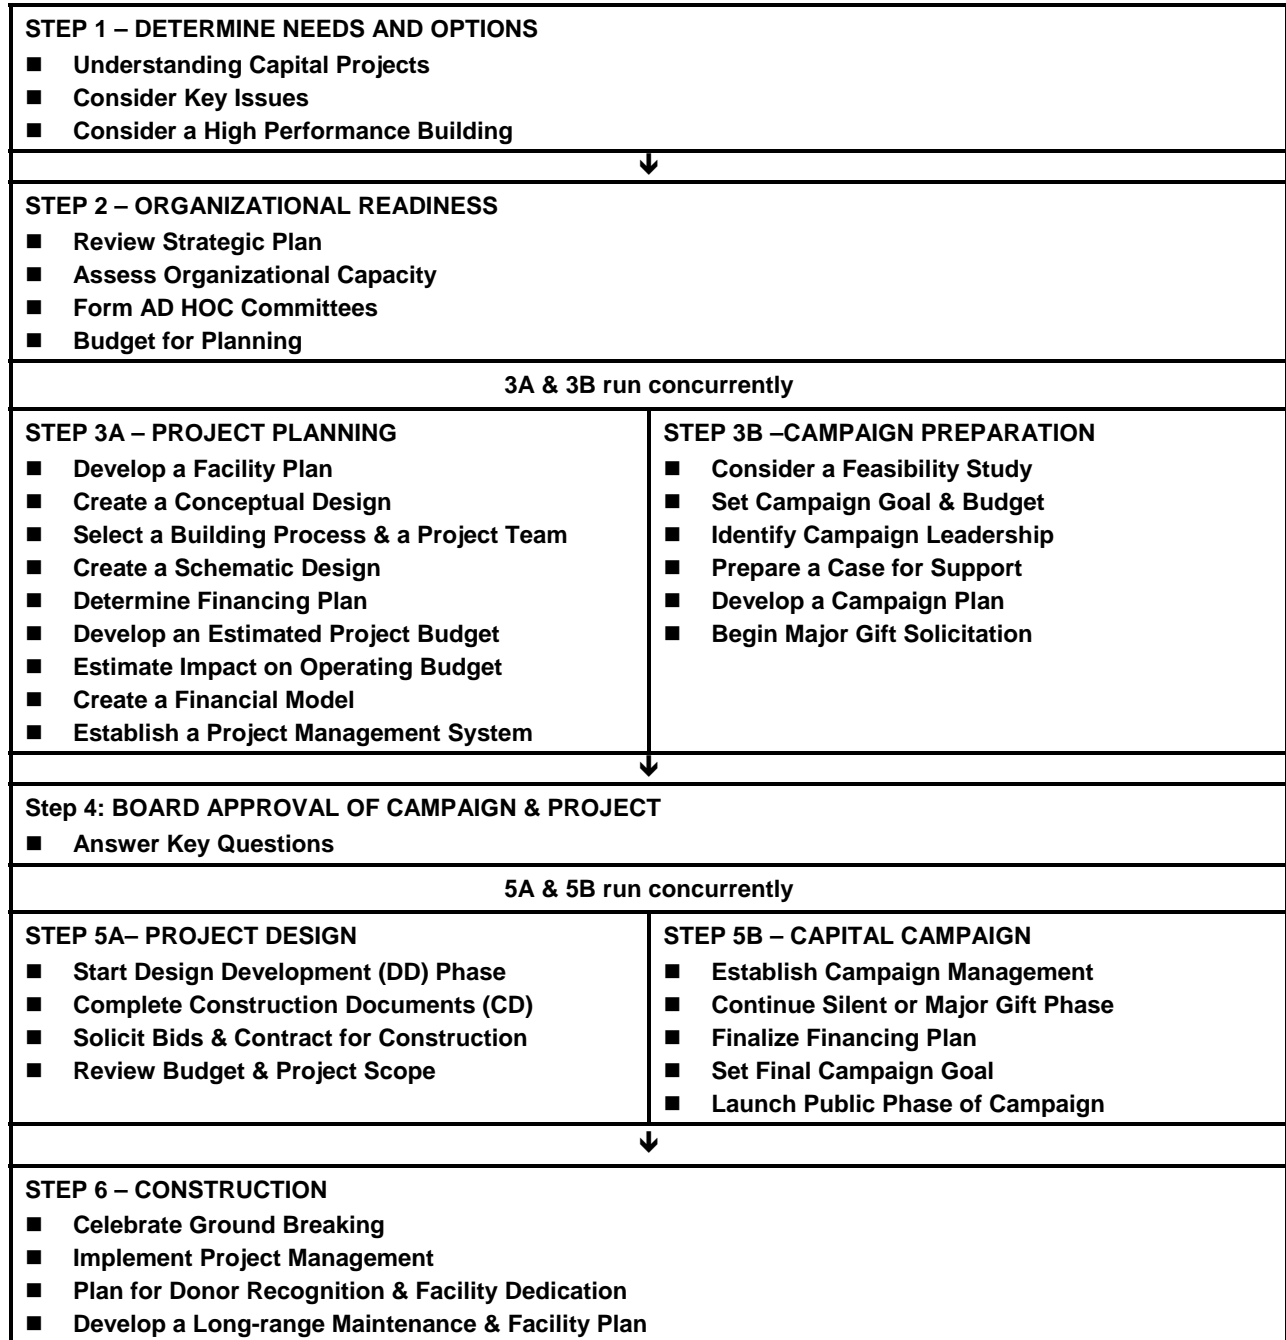 STEP 1 – DETERMINE NEEDS AND OPTIONS
■ Understanding Capital Projects
■ Consider Key Issues
■ Consider a High Performance Building
↓
STEP 2 – ORGANIZATIONAL READINESS
■ Review Strategic Plan
■ Assess Organizational Capacity
■ Form AD HOC Committees
■ Budget for Planning
3A & 3B run concurrently
STEP 3A – PROJECT PLANNING
■ Develop a Facility Plan
■ Create a Conceptual Design
■ Select a Building Process & a Project Team
■ Create a Schematic Design
■ Determine Financing Plan
■ Develop an Estimated Project Budget
■ Estimate Impact on Operating Budget
■ Create a Financial Model
■ Establish a Project Management System
STEP 3B –CAMPAIGN PREPARATION
■ Consider a Feasibility Study
■ Set Campaign Goal & Budget
■ Identify Campaign Leadership
■ Prepare a Case for Support
■ Develop a Campaign Plan
■ Begin Major Gift Solicitation
↓
Step 4: BOARD APPROVAL OF CAMPAIGN & PROJECT
■ Answer Key Questions
5A & 5B run concurrently
STEP 5A– PROJECT DESIGN
■ Start Design Development (DD) Phase
■ Complete Construction Documents (CD)
■ Solicit Bids & Contract for Construction
■ Review Budget & Project Scope
STEP 5B – CAPITAL CAMPAIGN
■ Establish Campaign Management
■ Continue Silent or Major Gift Phase
■ Finalize Financing Plan
■ Set Final Campaign Goal
■ Launch Public Phase of Campaign
↓
STEP 6 – CONSTRUCTION
■ Celebrate Ground Breaking
■ Implement Project Management
■ Plan for Donor Recognition & Facility Dedication
■ Develop a Long-range Maintenance & Facility Plan